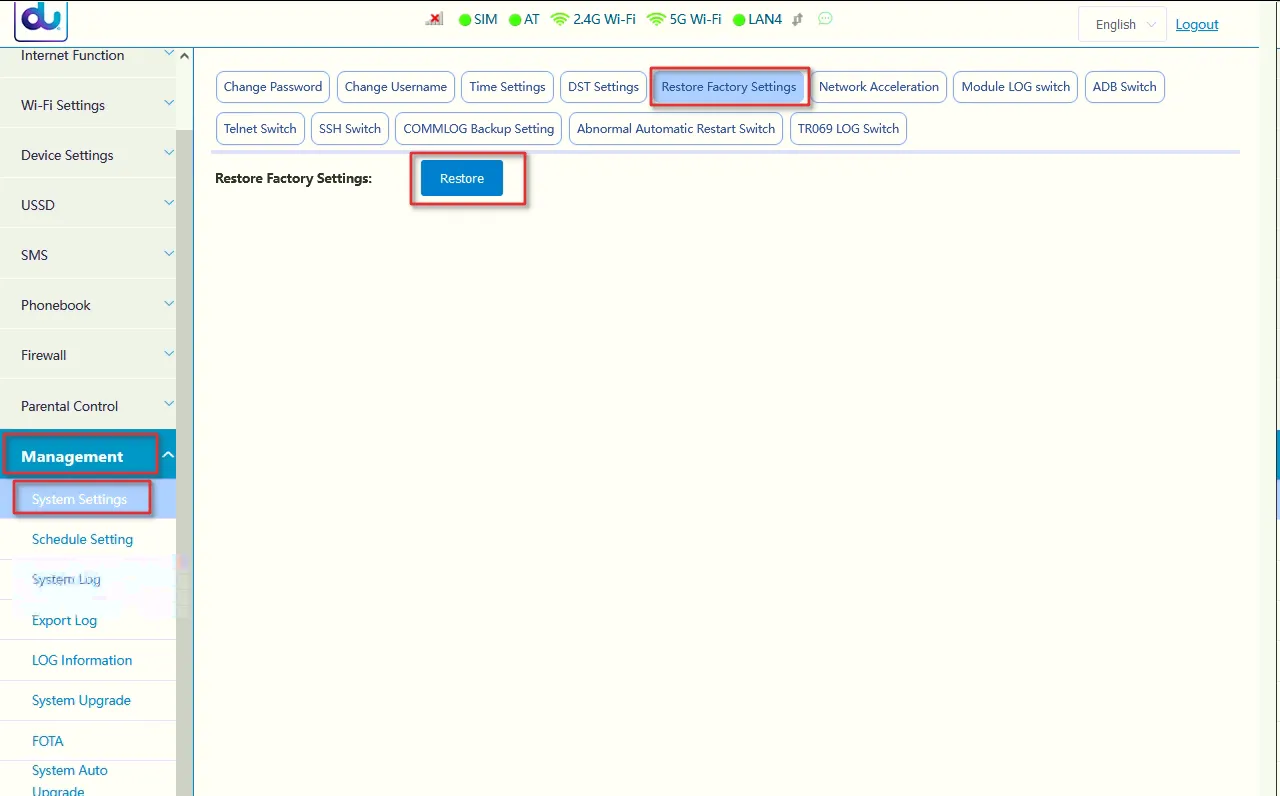 du
SIM AT 2.4G Wi-Fi 5G Wi-Fi LAN4
English
Logout
Internet Function
Wi-Fi Settings
Device Settings
USSD
SMS
Phonebook
Firewall
Parental Control
Management
System Settings
Schedule Setting
System Log
Export Log
LOG Information
System Upgrade
FOTA
System Auto
Upgrade
Change Password Change Username Time Settings DST Settings Restore Factory Settings Network Acceleration Module LOG switch ADB Switch
Telnet Switch SSH Switch COMMLOG Backup Setting Abnormal Automatic Restart Switch TR069 LOG Switch
Restore Factory Settings: Restore